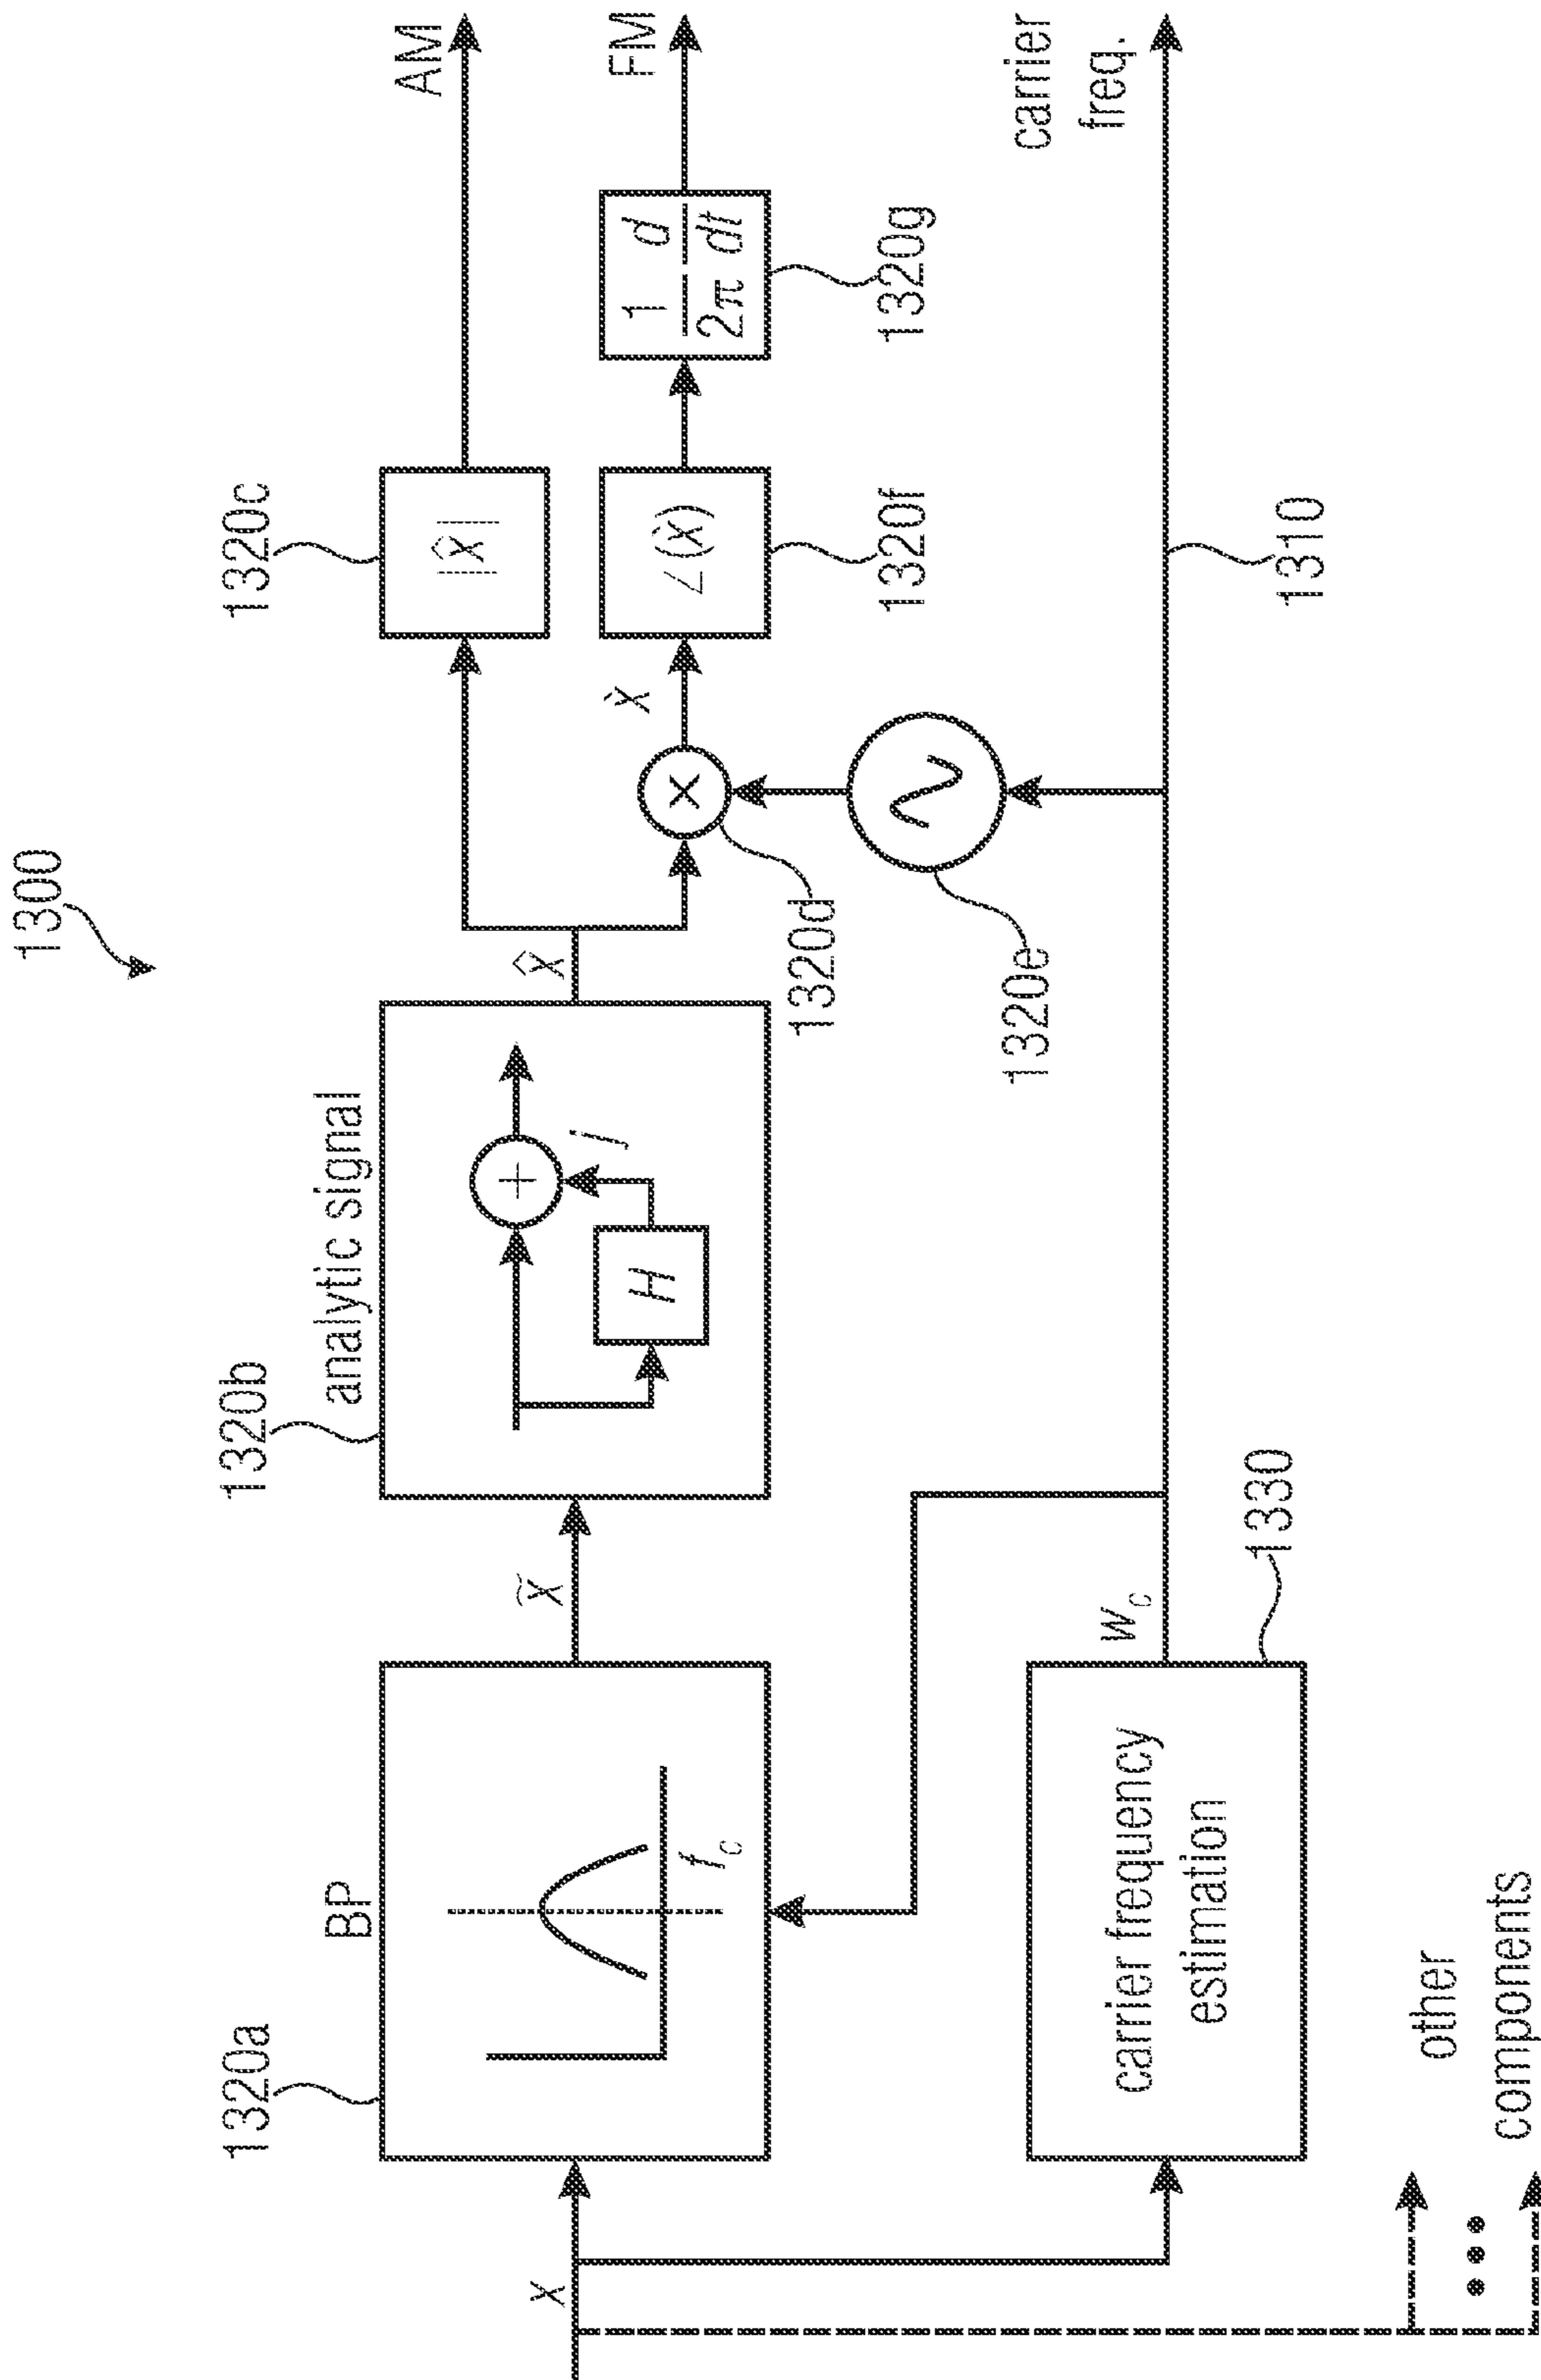 1300
1320a
BP
f_c
1320b
analytic signal
H
+
j
1320c
|x̂|
AM
x
x̃
x̂
×
1320d
x̀
∠(x̀)
1320f
1/2π d/dt
1320g
FM
1320e
carrier frequency
estimation
1330
w_c
1310
carrier
freq.
other
components